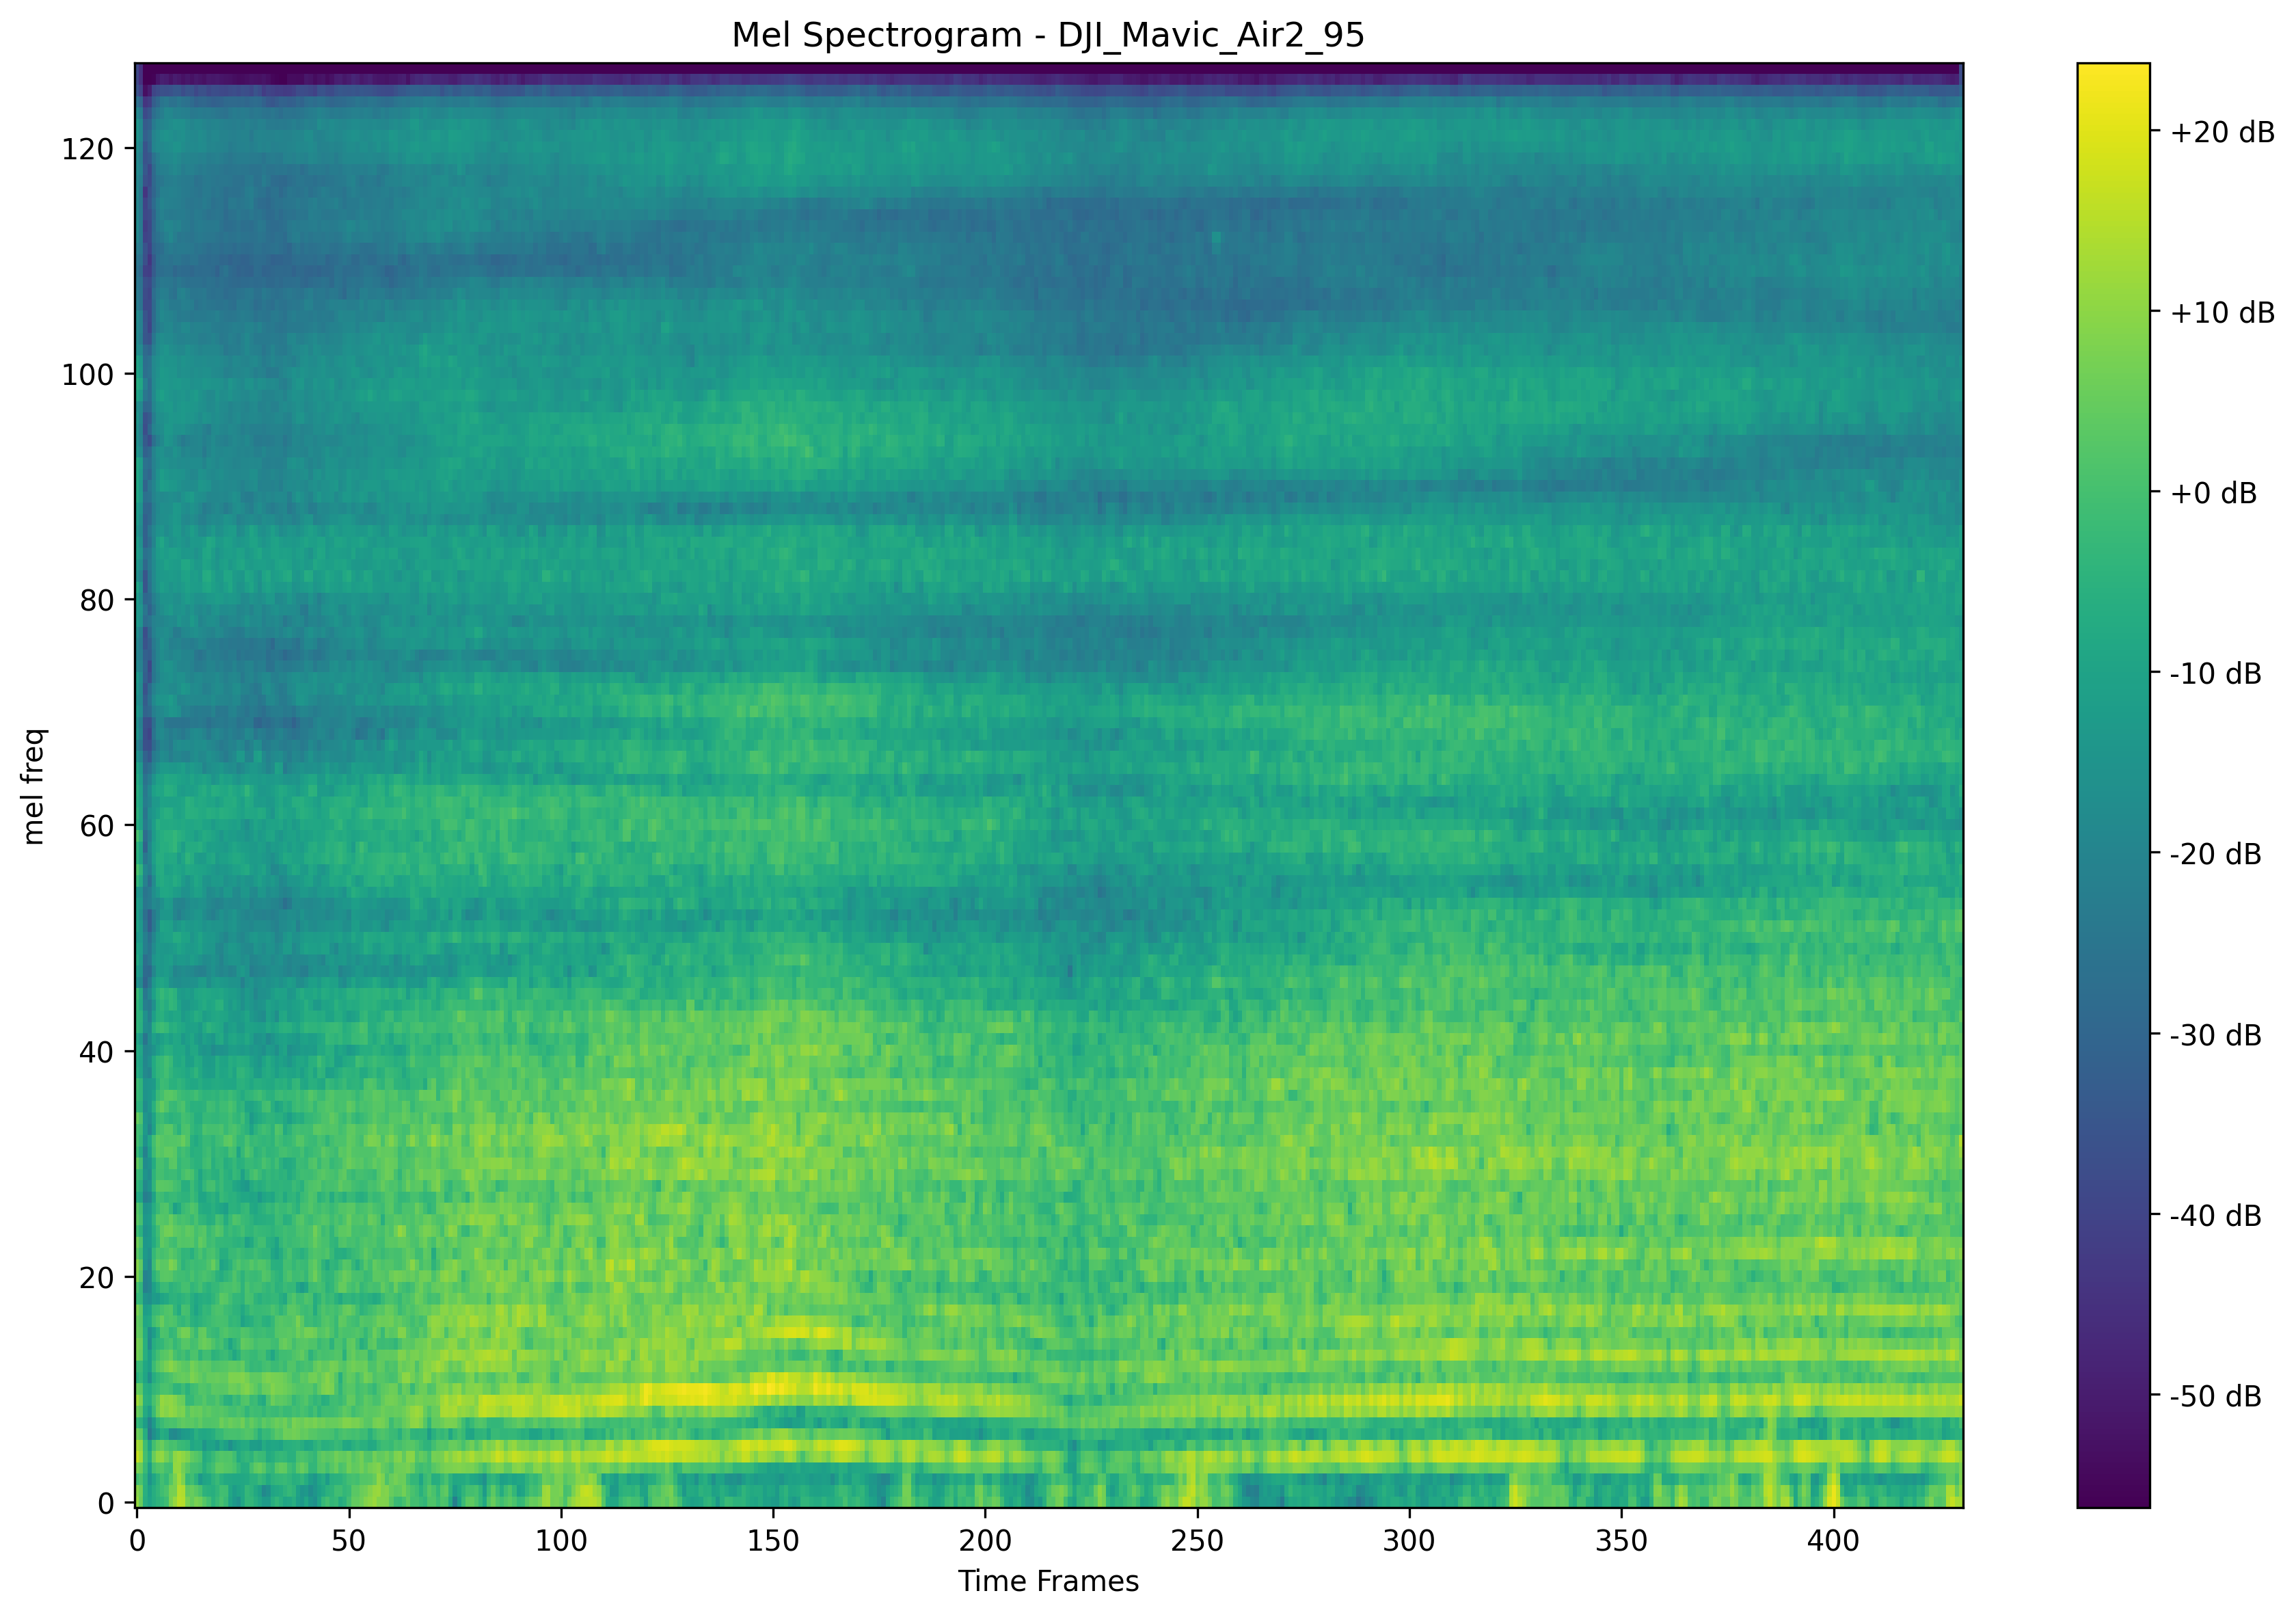 Mel Spectrogram - DJI_Mavic_Air2_95
120
100
80
60
40
20
0
mel freq
0 50 100 150 200 250 300 350 400
Time Frames
+20 dB
+10 dB
+0 dB
-10 dB
-20 dB
-30 dB
-40 dB
-50 dB